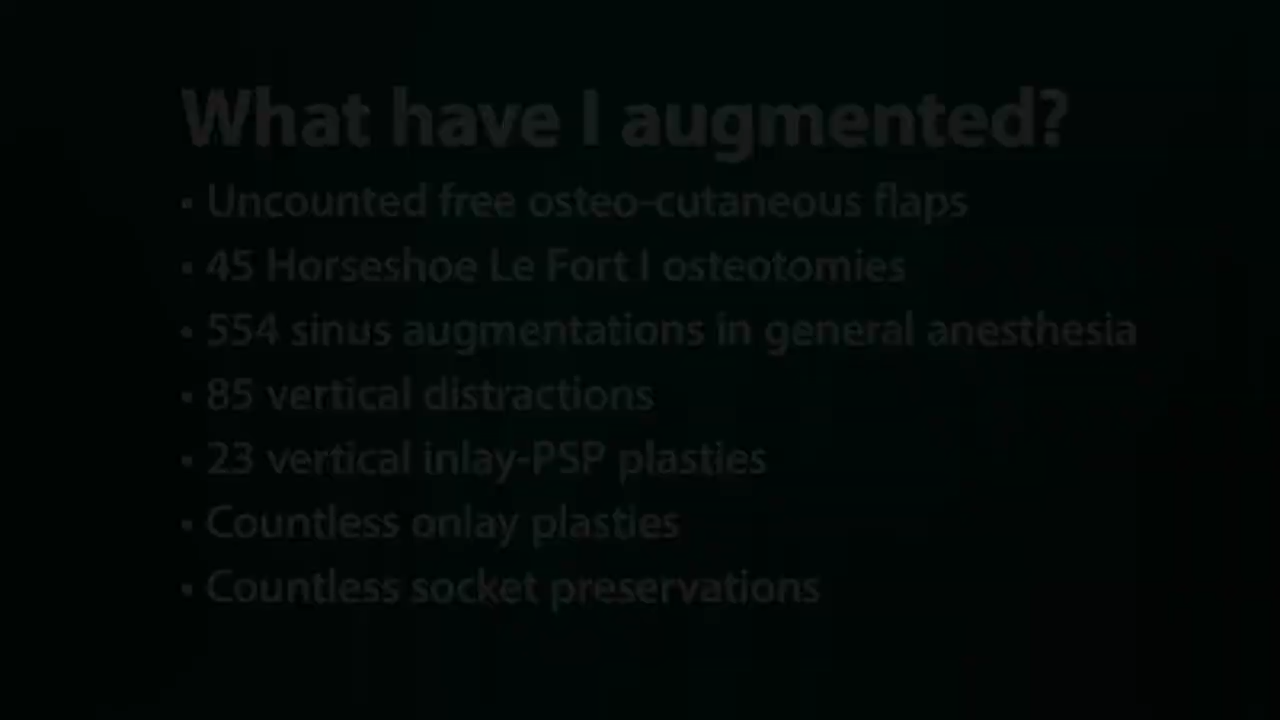 What have I augmented?
▪ Uncounted free osteo-cutaneous flaps
▪ 45 Horseshoe Le Fort I osteotomies
▪ 554 sinus augmentations in general anesthesia
▪ 85 vertical distractions
▪ 23 vertical inlay-PSP plasties
▪ Countless onlay plasties
▪ Countless socket preservations